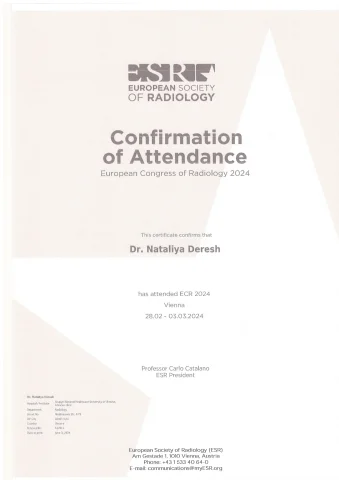 ESR
EUROPEAN SOCIETY
OF RADIOLOGY
Confirmation
of Attendance
European Congress of Radiology 2024
This certificate confirms that
Dr. Nataliya Deresh
has attended ECR 2024
Vienna
28.02 - 03.03.2024
Professor Carlo Catalano
ESR President
Dr. Nataliya Deresh
European Society of Radiology (ESR)
Am Gestade 1, 1010 Vienna, Austria
Phone: +43 1 533 40 64-0
E-mail: communications@myESR.org